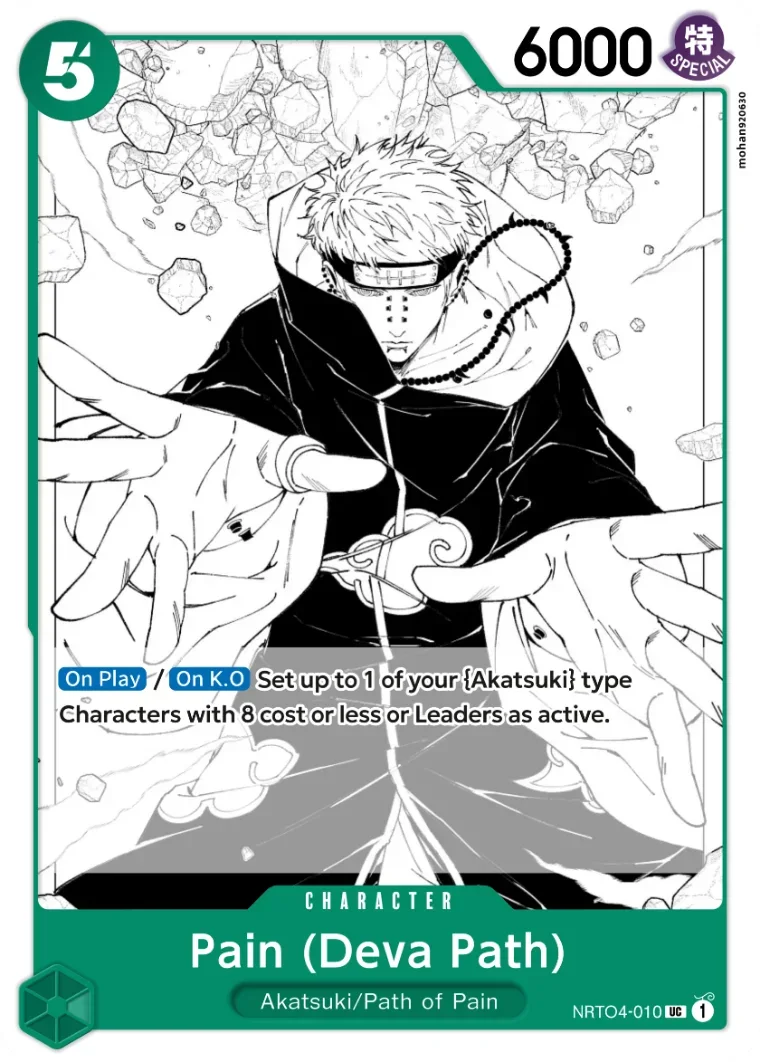 5
6000
特
SPECIAL
mohan920630
On Play / On K.O Set up to 1 of your {Akatsuki} type
Characters with 8 cost or less or Leaders as active.
CHARACTER
Pain (Deva Path)
Akatsuki/Path of Pain
NRTO4-010 UC 1